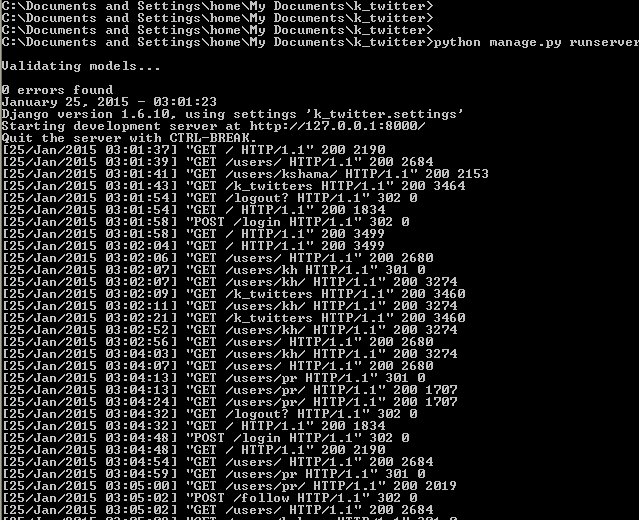 C:\Documents and Settings\home\My Documents\k_twitter>
C:\Documents and Settings\home\My Documents\k_twitter>
C:\Documents and Settings\home\My Documents\k_twitter>
C:\Documents and Settings\home\My Documents\k_twitter>python manage.py runserver
Validating models...
0 errors found
January 25, 2015 - 03:01:23
Django version 1.6.10, using settings 'k_twitter.settings'
Starting development server at http://127.0.0.1:8000/
Quit the server with CTRL-BREAK.
[25/Jan/2015 03:01:37] "GET / HTTP/1.1" 200 2190
[25/Jan/2015 03:01:39] "GET /users/ HTTP/1.1" 200 2684
[25/Jan/2015 03:01:41] "GET /users/kshama/ HTTP/1.1" 200 2153
[25/Jan/2015 03:01:43] "GET /k_twitters HTTP/1.1" 200 3464
[25/Jan/2015 03:01:54] "GET /logout? HTTP/1.1" 302 0
[25/Jan/2015 03:01:54] "GET / HTTP/1.1" 200 1834
[25/Jan/2015 03:01:58] "POST /login HTTP/1.1" 302 0
[25/Jan/2015 03:01:58] "GET / HTTP/1.1" 200 3499
[25/Jan/2015 03:02:04] "GET / HTTP/1.1" 200 3499
[25/Jan/2015 03:02:06] "GET /users/ HTTP/1.1" 200 2680
[25/Jan/2015 03:02:07] "GET /users/kh HTTP/1.1" 301 0
[25/Jan/2015 03:02:07] "GET /users/kh/ HTTP/1.1" 200 3274
[25/Jan/2015 03:02:09] "GET /k_twitters HTTP/1.1" 200 3460
[25/Jan/2015 03:02:11] "GET /users/kh/ HTTP/1.1" 200 3274
[25/Jan/2015 03:02:21] "GET /k_twitters HTTP/1.1" 200 3460
[25/Jan/2015 03:02:52] "GET /users/kh/ HTTP/1.1" 200 3274
[25/Jan/2015 03:02:56] "GET /users/ HTTP/1.1" 200 2680
[25/Jan/2015 03:04:03] "GET /users/kh/ HTTP/1.1" 200 3274
[25/Jan/2015 03:04:07] "GET /users/ HTTP/1.1" 200 2680
[25/Jan/2015 03:04:13] "GET /users/pr HTTP/1.1" 301 0
[25/Jan/2015 03:04:13] "GET /users/pr/ HTTP/1.1" 200 1707
[25/Jan/2015 03:04:24] "GET /users/pr/ HTTP/1.1" 200 1707
[25/Jan/2015 03:04:32] "GET /logout? HTTP/1.1" 302 0
[25/Jan/2015 03:04:32] "GET / HTTP/1.1" 200 1834
[25/Jan/2015 03:04:48] "POST /login HTTP/1.1" 302 0
[25/Jan/2015 03:04:48] "GET / HTTP/1.1" 200 2190
[25/Jan/2015 03:04:54] "GET /users/ HTTP/1.1" 200 2684
[25/Jan/2015 03:04:59] "GET /users/pr HTTP/1.1" 301 0
[25/Jan/2015 03:05:00] "GET /users/pr/ HTTP/1.1" 200 2019
[25/Jan/2015 03:05:02] "POST /follow HTTP/1.1" 302 0
[25/Jan/2015 03:05:02] "GET /users/ HTTP/1.1" 200 2684